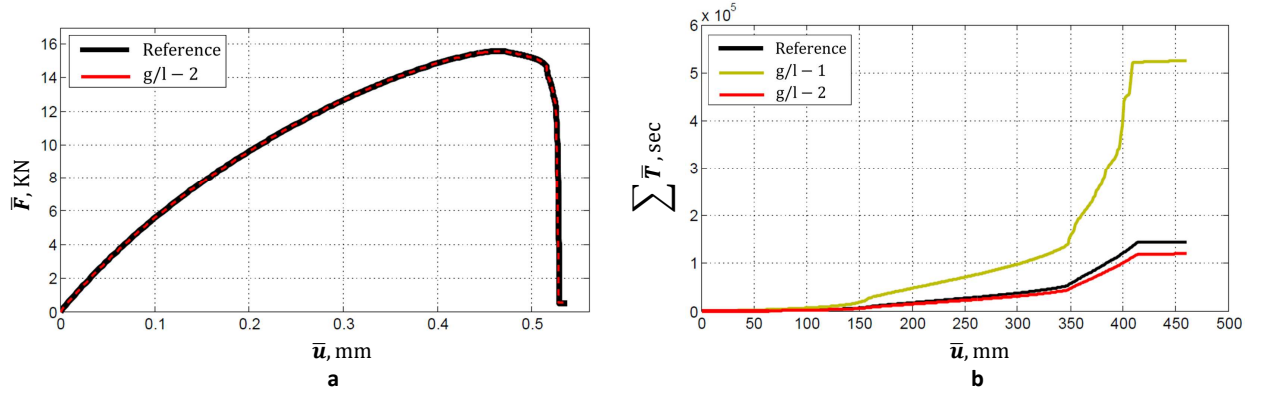 Reference
g/l − 2
16
14
12
10
8
6
4
2
0
0
0.1
0.2
0.3
0.4
0.5
F̅, KN
u̅, mm
a
6 x 10⁵
Reference
g/l − 1
g/l − 2
5
4
3
2
1
0
0
50
100
150
200
250
300
350
400
450
500
∑ T̅, sec
u̅, mm
b